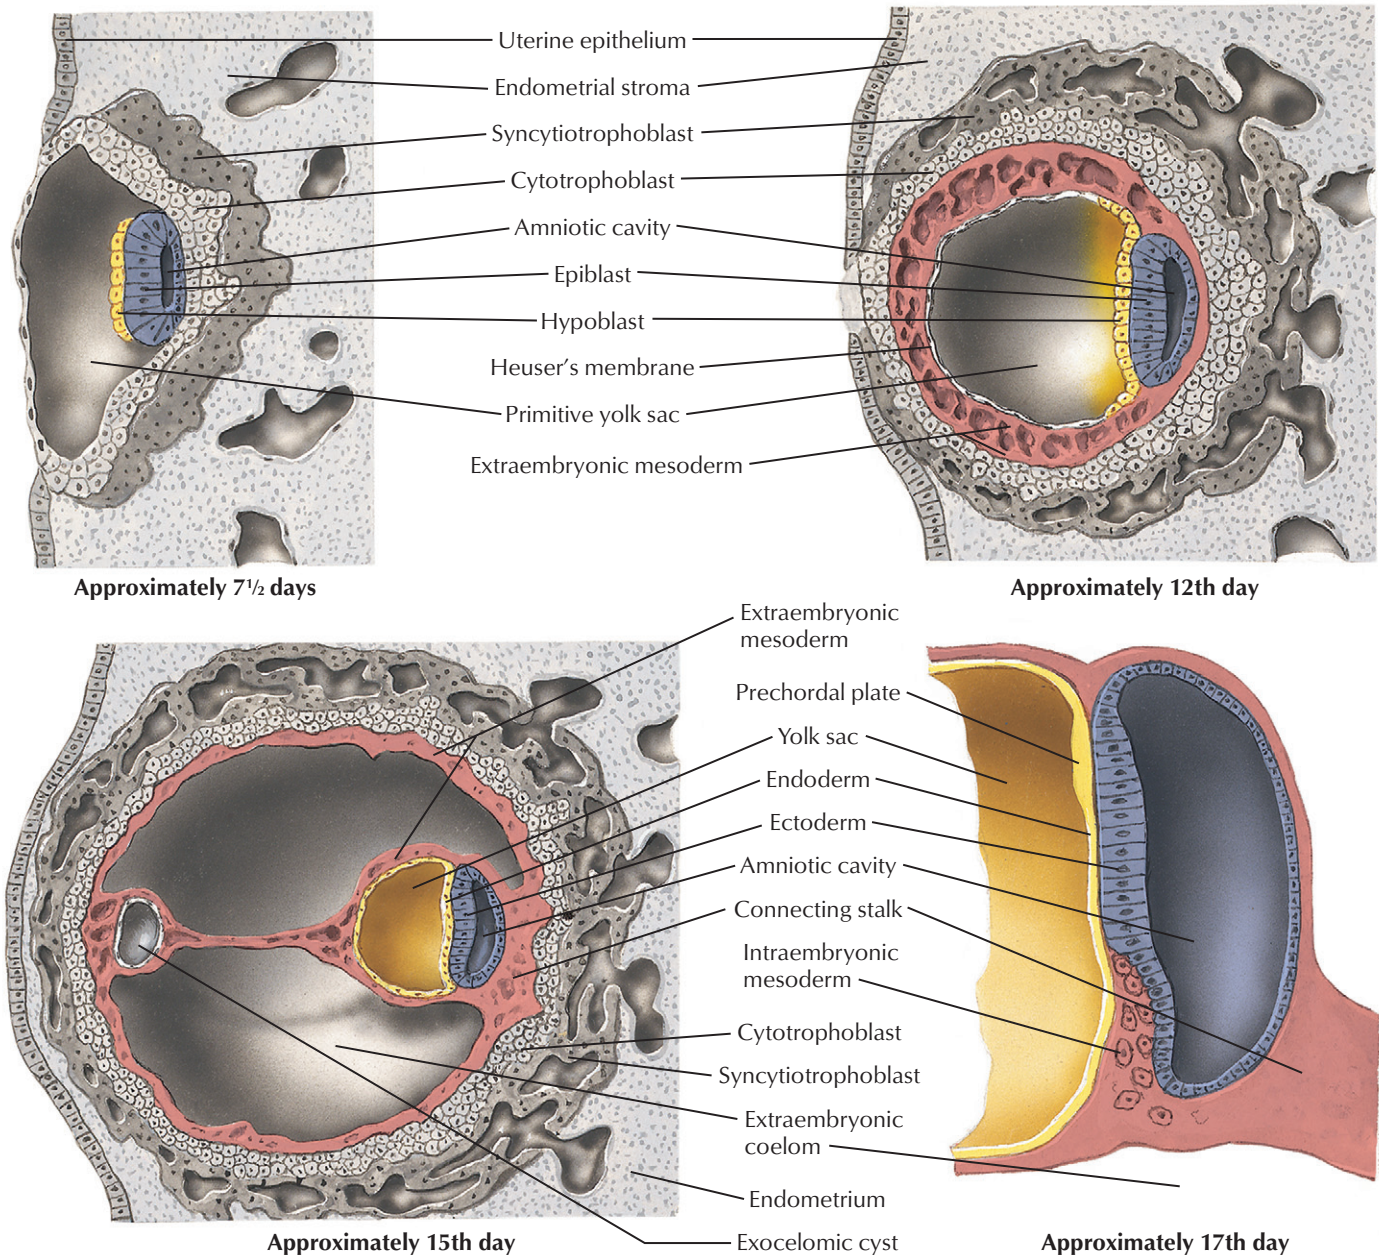 Uterine epithelium
Endometrial stroma
Syncytiotrophoblast
Cytotrophoblast
Amniotic cavity
Epiblast
Hypoblast
Heuser’s membrane
Primitive yolk sac
Extraembryonic mesoderm
Approximately 7½ days
Approximately 12th day
Extraembryonic
mesoderm
Prechordal plate
Yolk sac
Endoderm
Ectoderm
Amniotic cavity
Connecting stalk
Intraembryonic
mesoderm
Cytotrophoblast
Syncytiotrophoblast
Extraembryonic
coelom
Endometrium
Exocelomic cyst
Approximately 15th day
Approximately 17th day